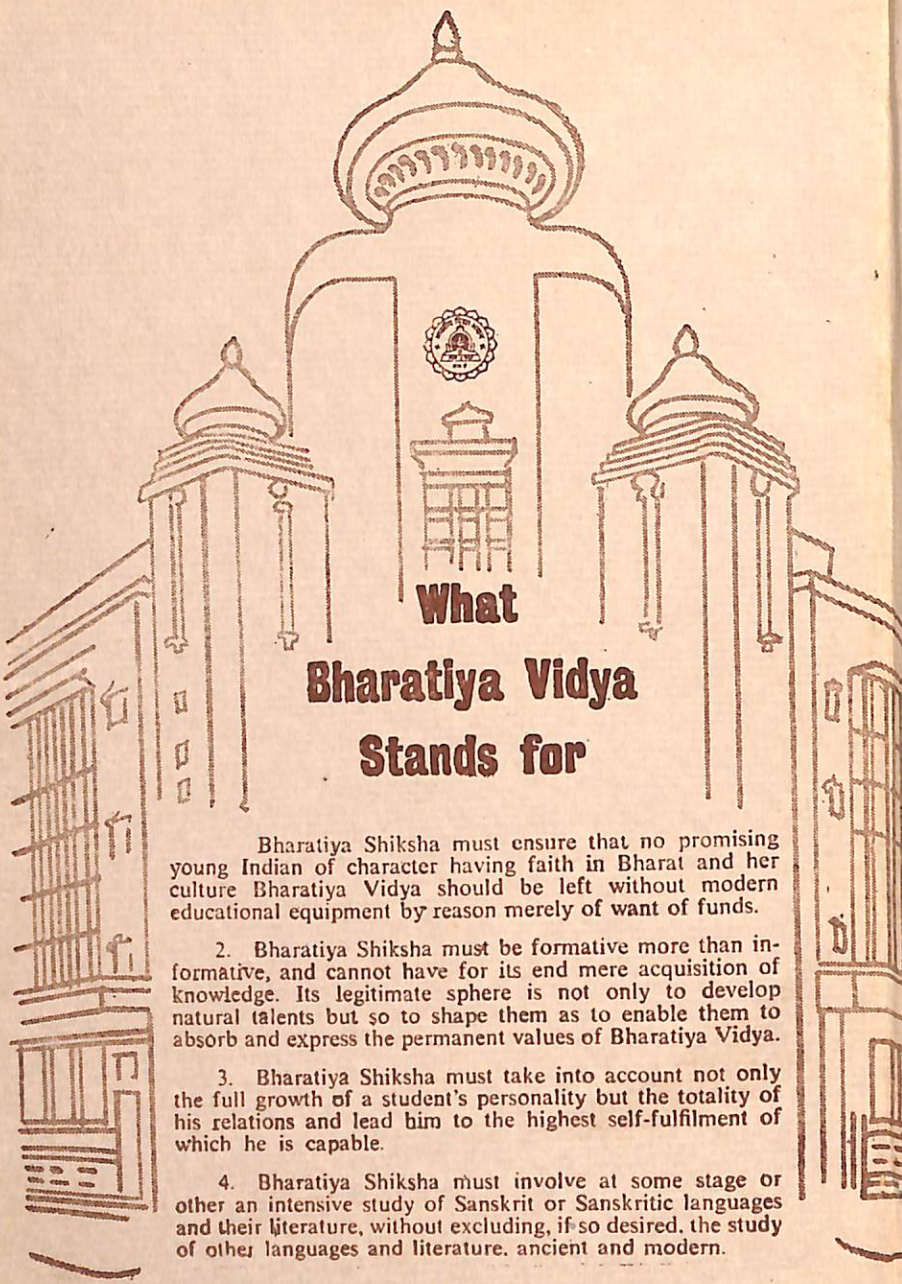 What
Bharatiya Vidya
Stands for
Bharatiya Shiksha must ensure that no promising
young Indian of character having faith in Bharat and her
culture Bharatiya Vidya should be left without modern
educational equipment by reason merely of want of funds.
2. Bharatiya Shiksha must be formative more than in-
formative, and cannot have for its end mere acquisition of
knowledge. Its legitimate sphere is not only to develop
natural talents but so to shape them as to enable them to
absorb and express the permanent values of Bharatiya Vidya.
3. Bharatiya Shiksha must take into account not only
the full growth of a student's personality but the totality of
his relations and lead him to the highest self-fulfilment of
which he is capable.
4. Bharatiya Shiksha must involve at some stage or
other an intensive study of Sanskrit or Sanskritic languages
and their literature, without excluding, if so desired. the study
of other languages and literature. ancient and modern.